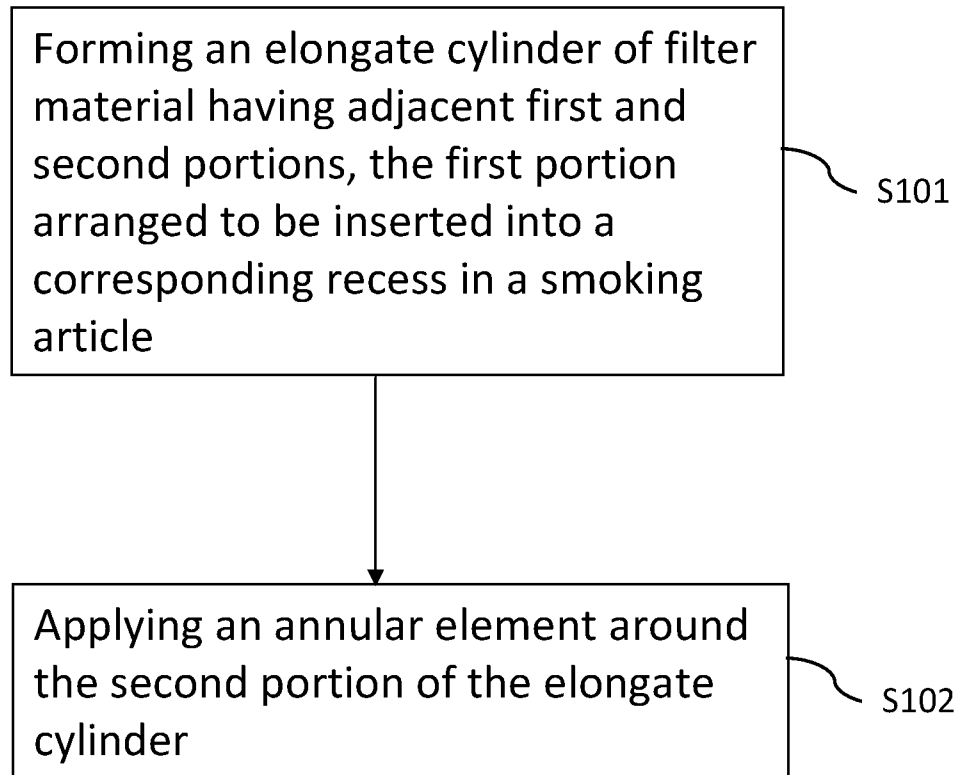 Forming an elongate cylinder of filter
material having adjacent first and
second portions, the first portion
arranged to be inserted into a
corresponding recess in a smoking
article
S101
Applying an annular element around
the second portion of the elongate
cylinder
S102